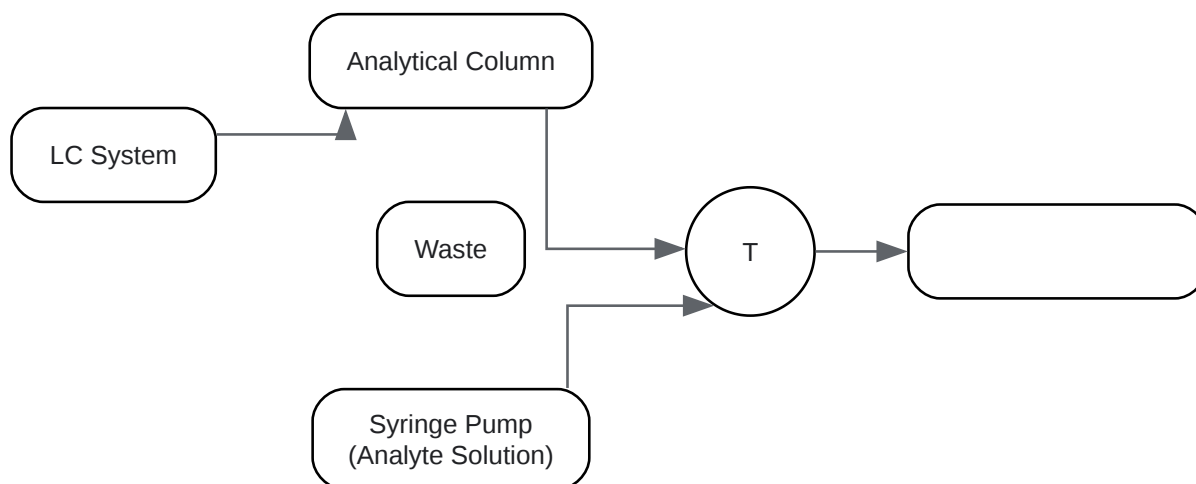 Analytical Column
LC System
Waste
T
Syringe Pump
(Analyte Solution)